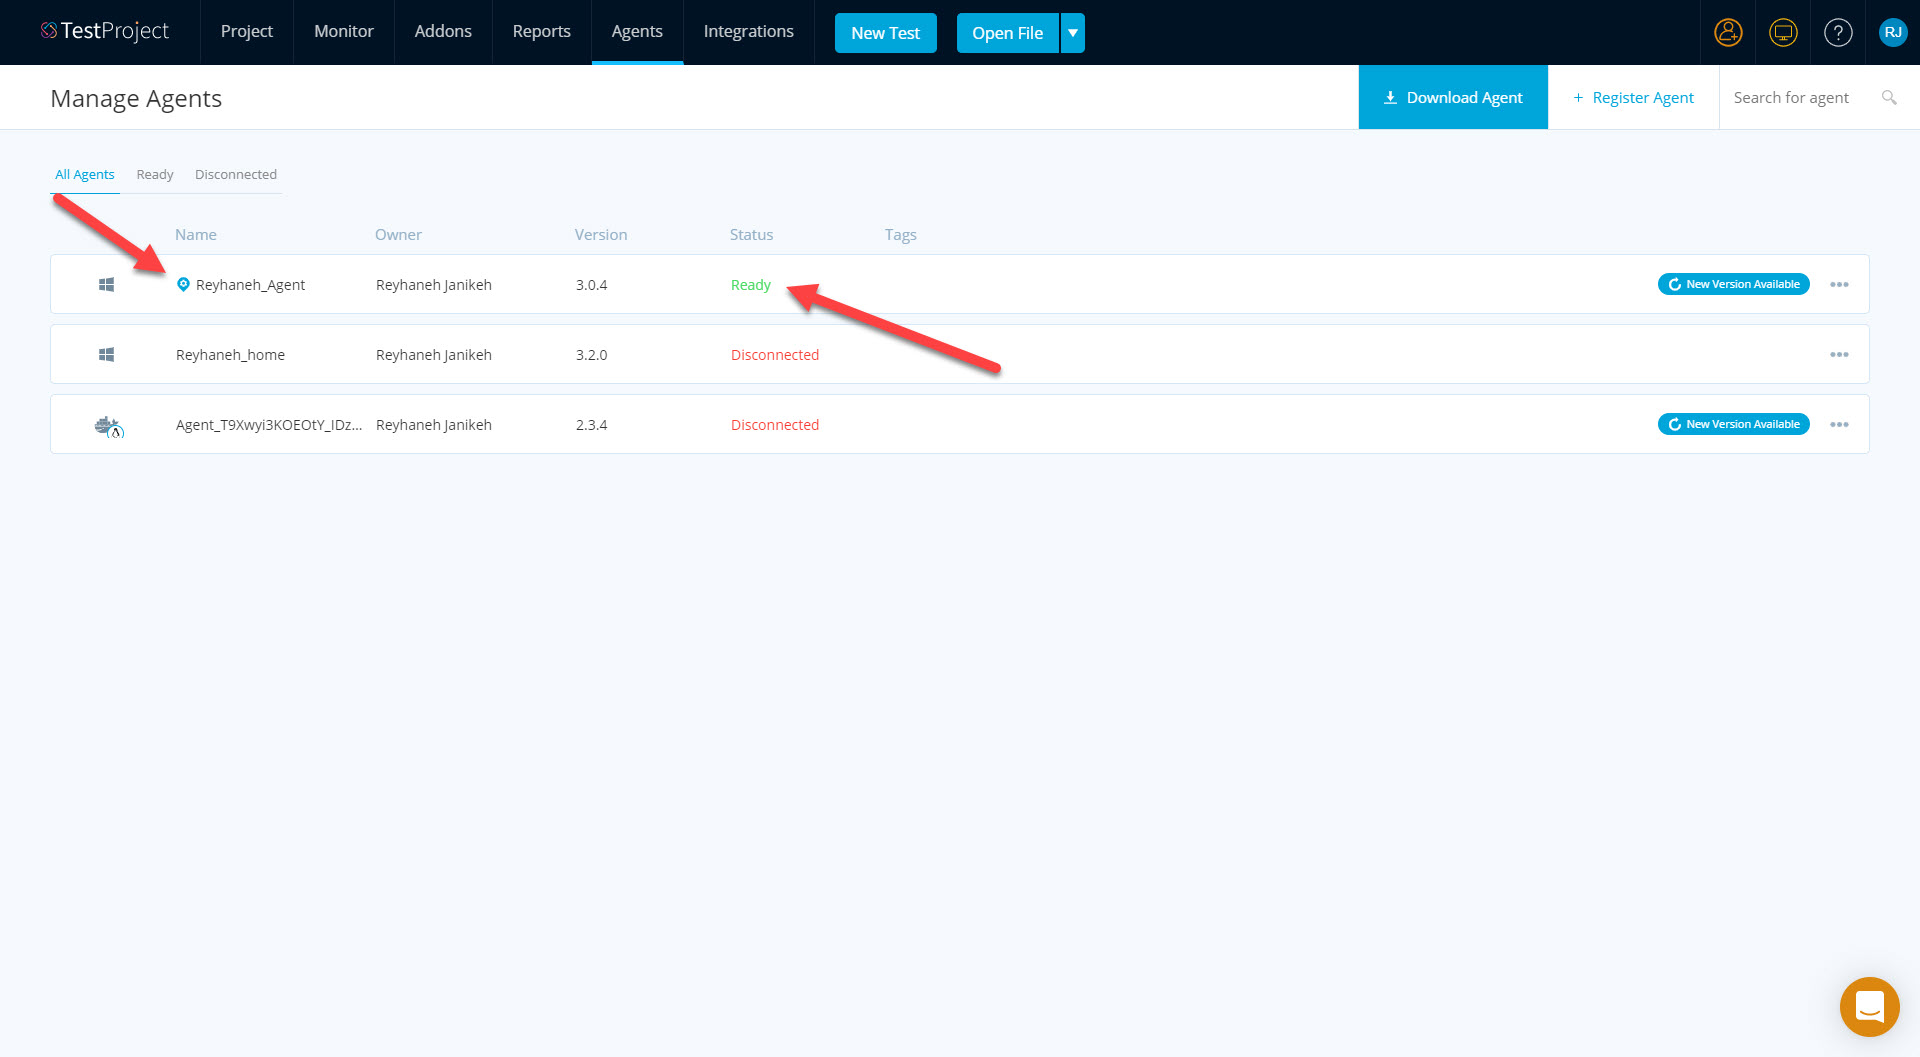 TestProject Project Monitor Addons Reports Agents Integrations New Test Open File ? RJ
Manage Agents Download Agent + Register Agent Search for agent
All Agents Ready Disconnected
Name Owner Version Status Tags
Reyhaneh_Agent Reyhaneh Janikeh 3.0.4 Ready New Version Available
Reyhaneh_home Reyhaneh Janikeh 3.2.0 Disconnected
Agent_T9Xwyi3KOEOtY_IDz... Reyhaneh Janikeh 2.3.4 Disconnected New Version Available